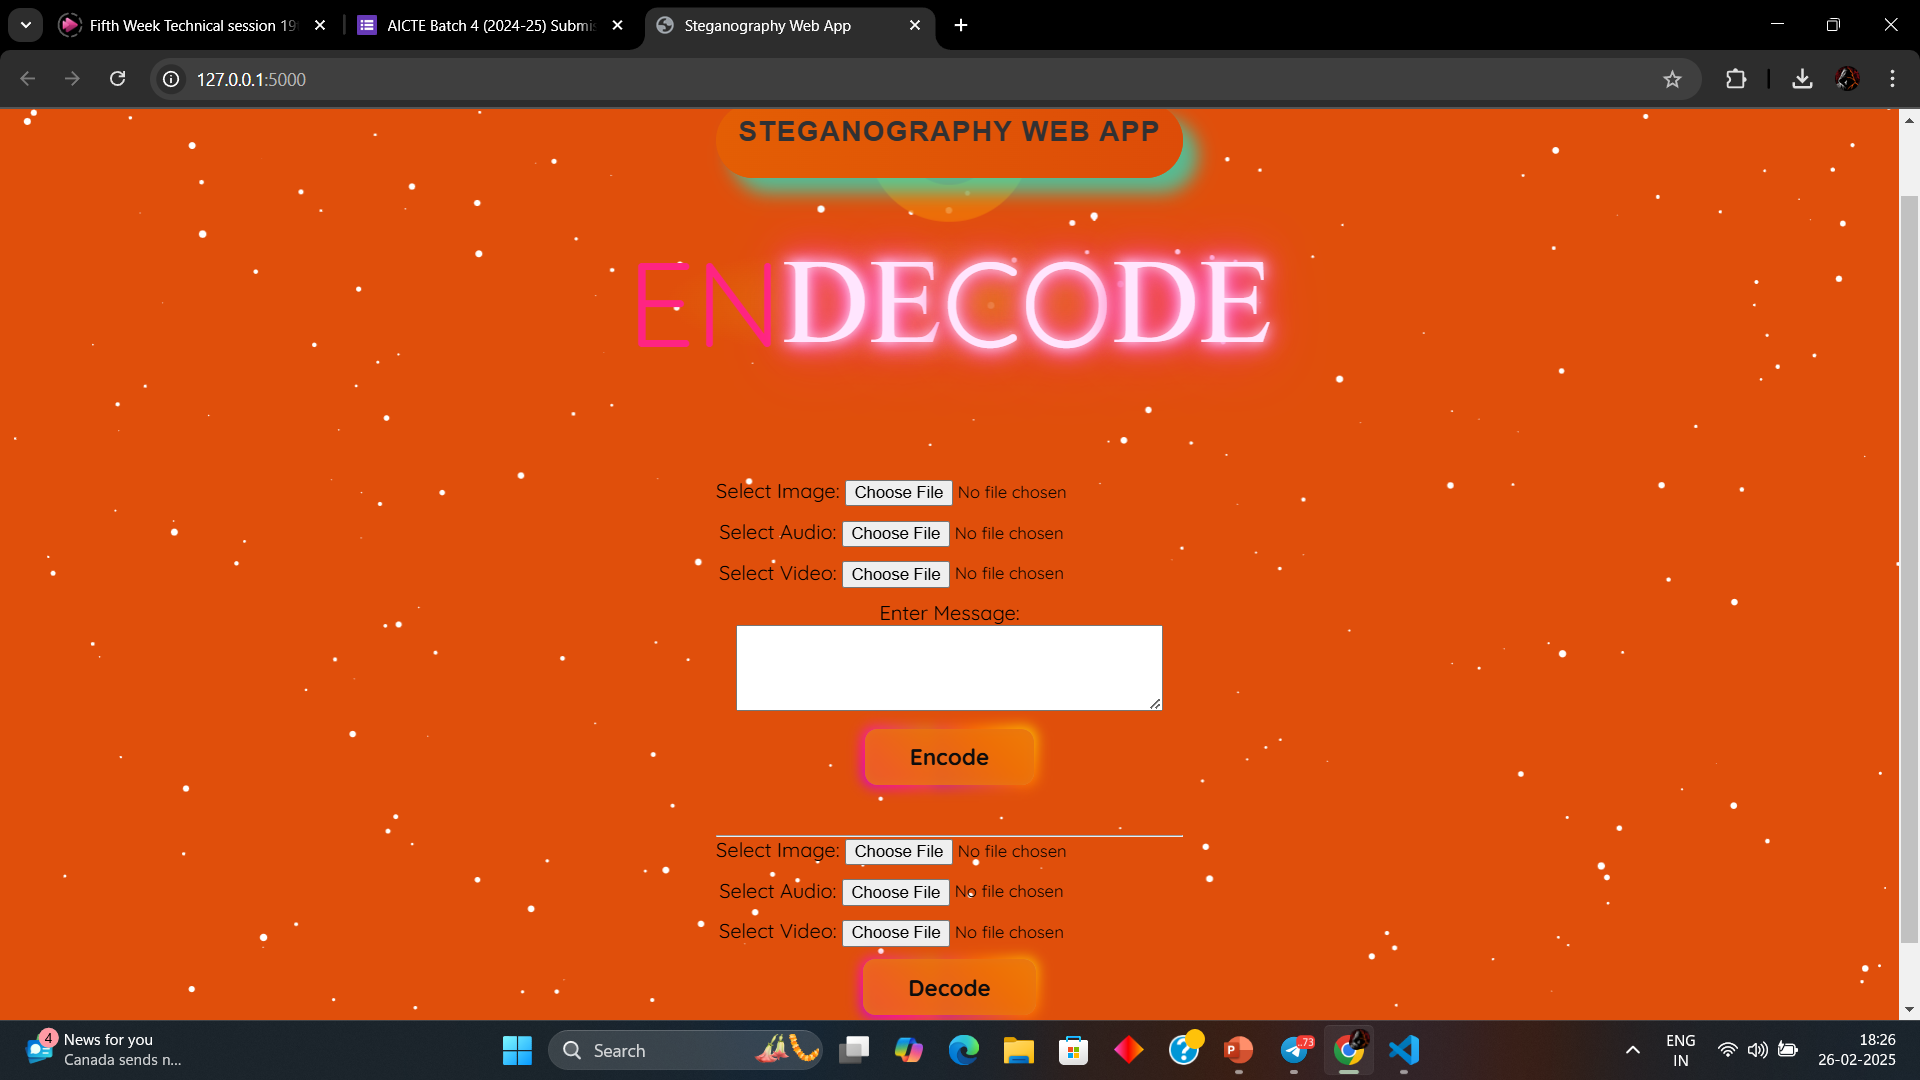 Fifth Week Technical session 19
AICTE Batch 4 (2024-25) Submis
Steganography Web App
127.0.0.1:5000
STEGANOGRAPHY WEB APP
ENDECODE
Select Image: Choose File No file chosen
Select Audio: Choose File No file chosen
Select Video: Choose File No file chosen
Enter Message:
Encode
Select Image: Choose File No file chosen
Select Audio: Choose File No file chosen
Select Video: Choose File No file chosen
Decode
4
News for you
Canada sends n...
Search
P
73
ENG
IN
18:26
26-02-2025